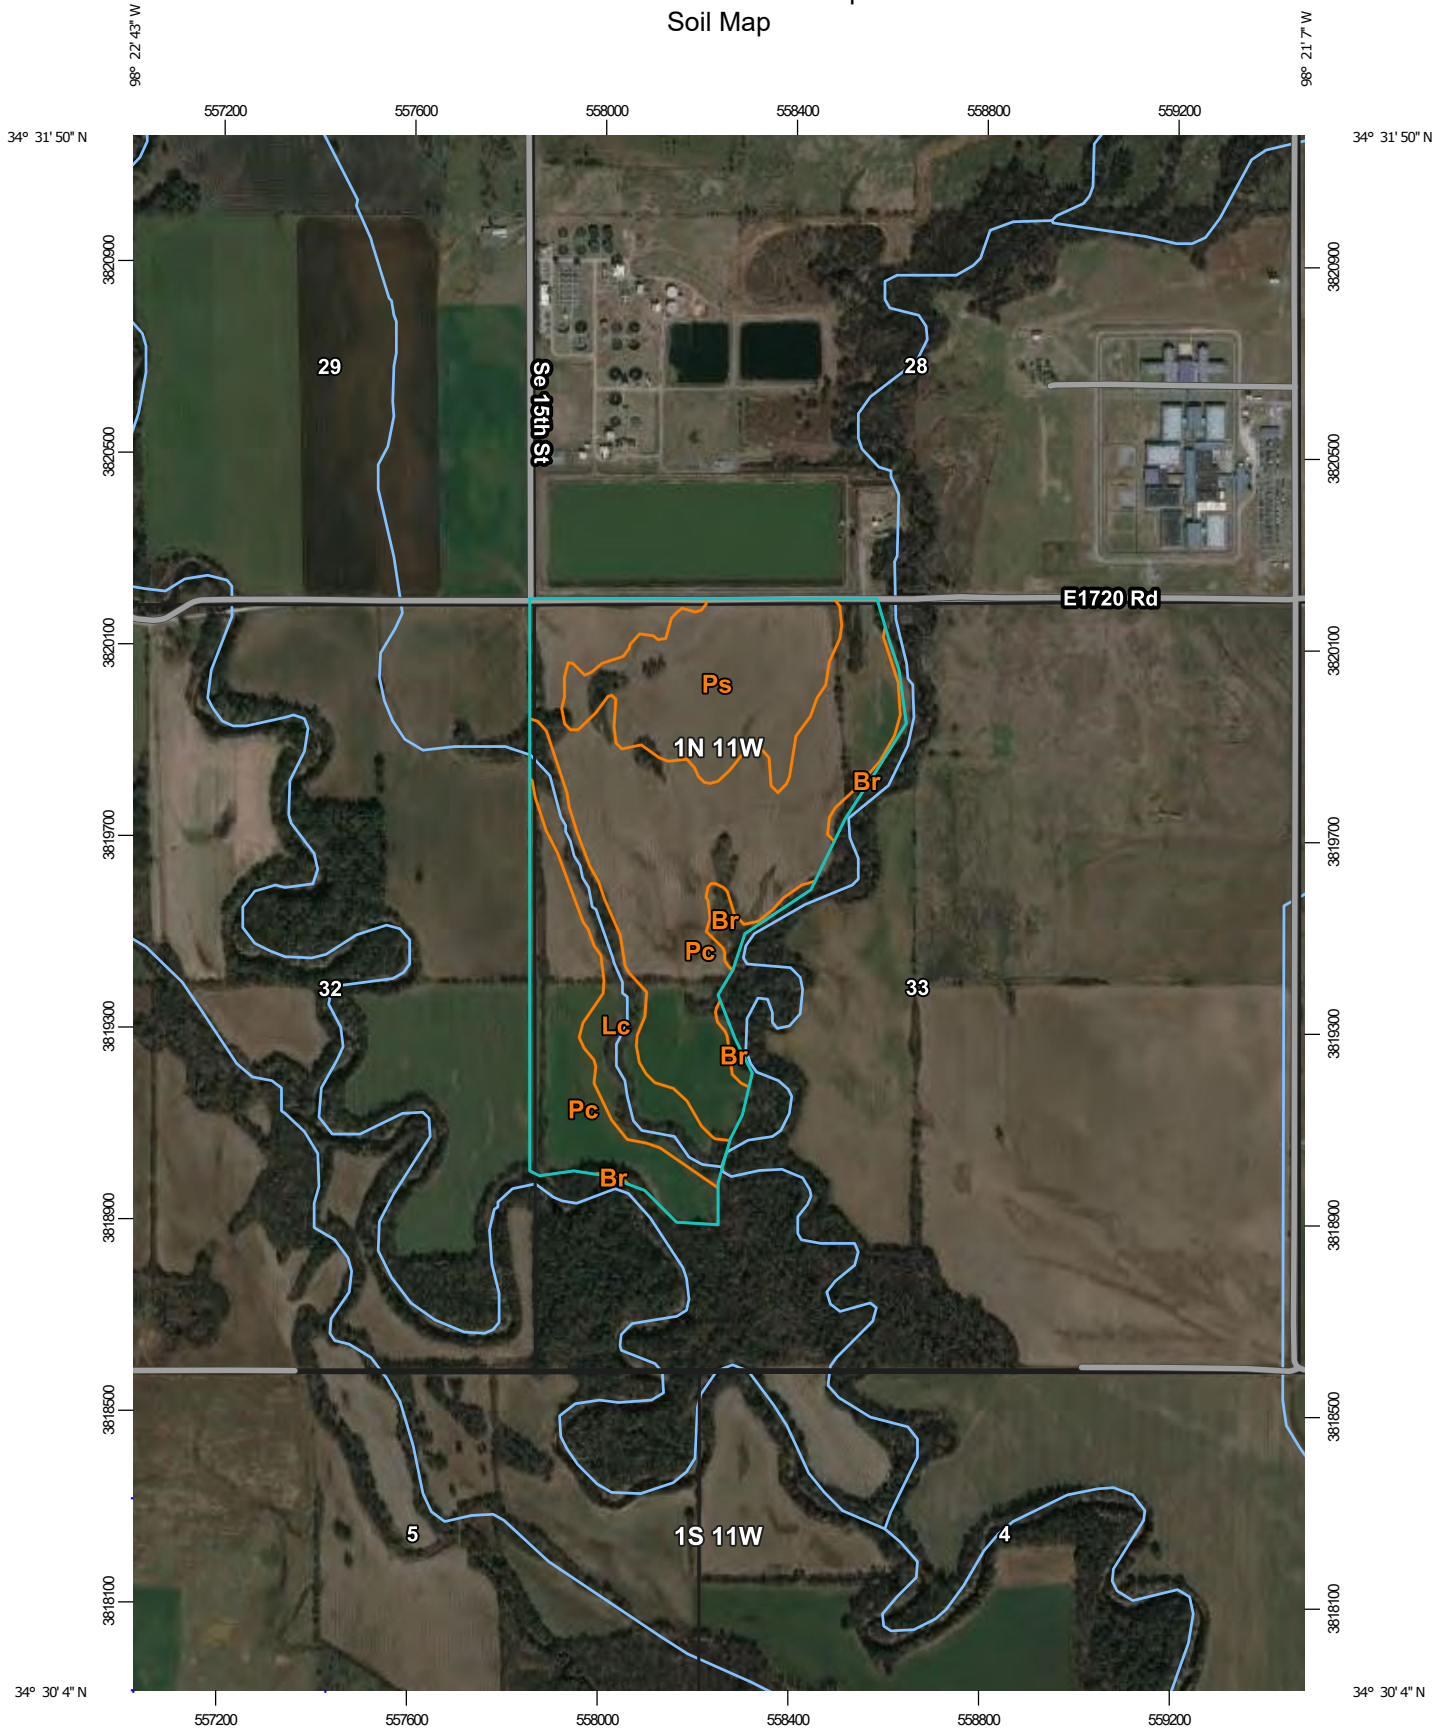 Soil Map
98° 22' 43'' W
98° 21' 7'' W
557200 557600 558000 558400 558800 559200
34° 31' 50'' N
34° 31' 50'' N
3820900
3820900
29
28
Se 15th St
3820500
3820500
E1720 Rd
3820100
3820100
Ps
1N 11W
Br
3819700
3819700
Br
Pc
32
33
3819300
3819300
Lc
Br
Pc
Br
3818900
3818900
3818500
3818500
5
1S 11W
4
3818100
3818100
34° 30' 4'' N
34° 30' 4'' N
557200 557600 558000 558400 558800 559200